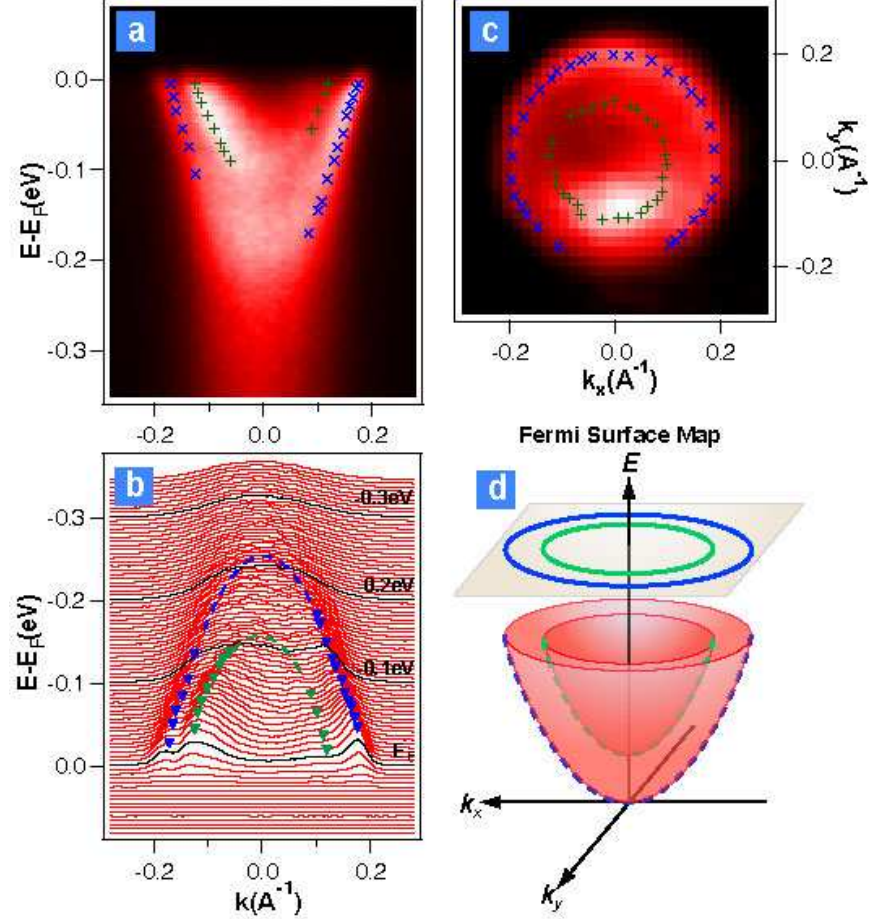 a
0.0
-0.1
-0.2
-0.3
E-E_F(eV)
-0.2 0.0 0.2
c
0.2
0.0
-0.2
k_y(A⁻¹)
-0.2 0.0 0.2
k_x(A⁻¹)
Fermi Surface Map
b
-0.3
-0.2
-0.1
0.0
E-E_F(eV)
-0.3eV
-0.2eV
-0.1eV
E_F
-0.2 0.0 0.2
k(A⁻¹)
d
E
k_x
k_y